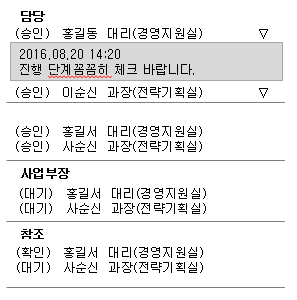 담당
(승인) 홍길동 대리(경영지원실) ▽
2016.08.20 14:20
진행 단계꼼꼼히 체크 바랍니다.
(승인) 이순신 과장(전략기획실) ▽
(승인) 홍길서 대리(경영지원실)
(승인) 사순신 과장(전략기획실)
사업부장
(대기) 홍길서 대리(경영지원실)
(대기) 사순신 과장(전략기획실)
참조
(확인) 홍길서 대리(경영지원실)
(대기) 사순신 과장(전략기획실)